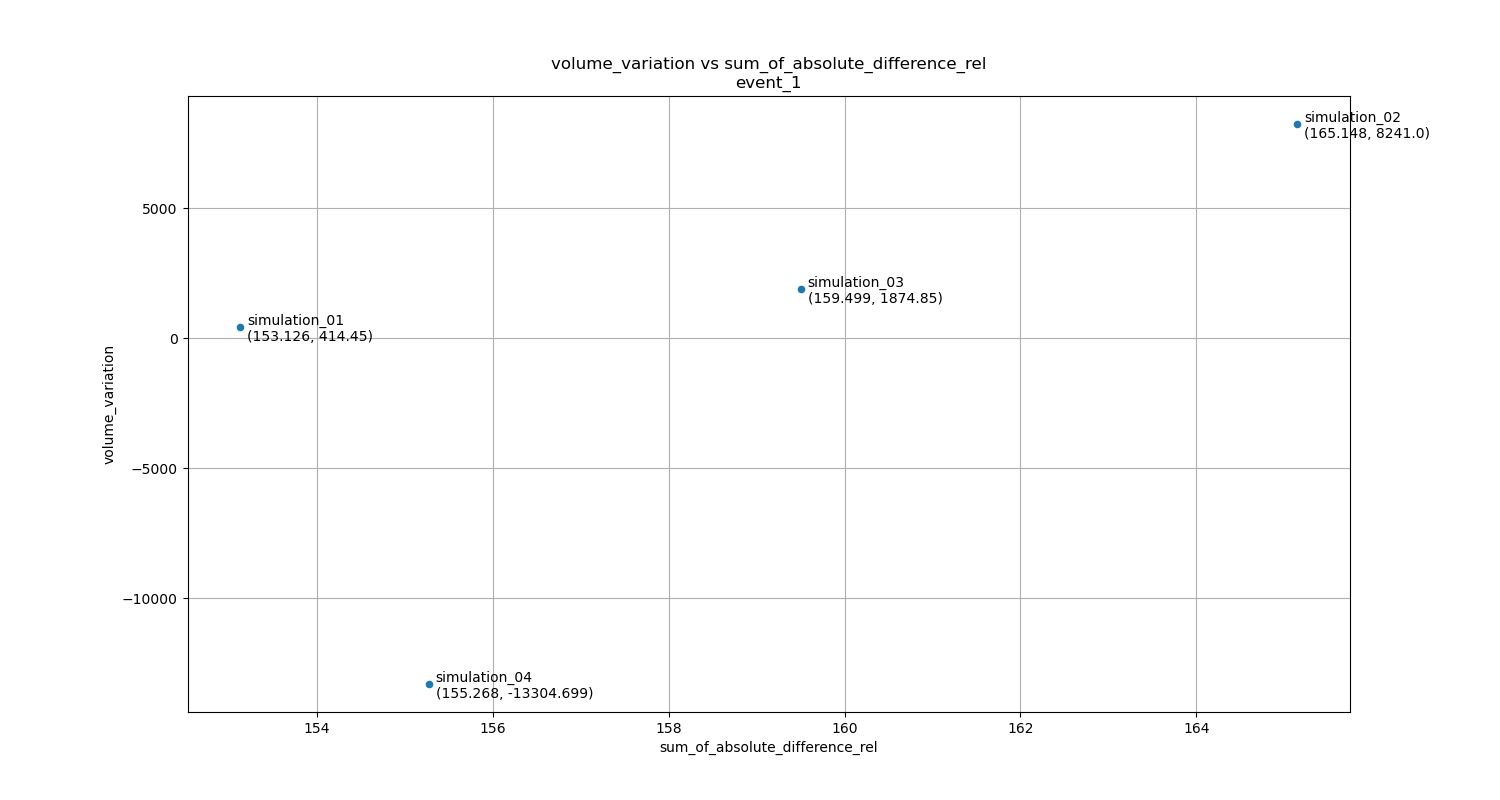 volume_variation vs sum_of_absolute_difference_rel
event_1
simulation_02
(165.148, 8241.0)
5000
simulation_03
(159.499, 1874.85)
simulation_01
(153.126, 414.45)
0
volume_variation
−5000
−10000
simulation_04
(155.268, -13304.699)
154
156
158
160
162
164
sum_of_absolute_difference_rel